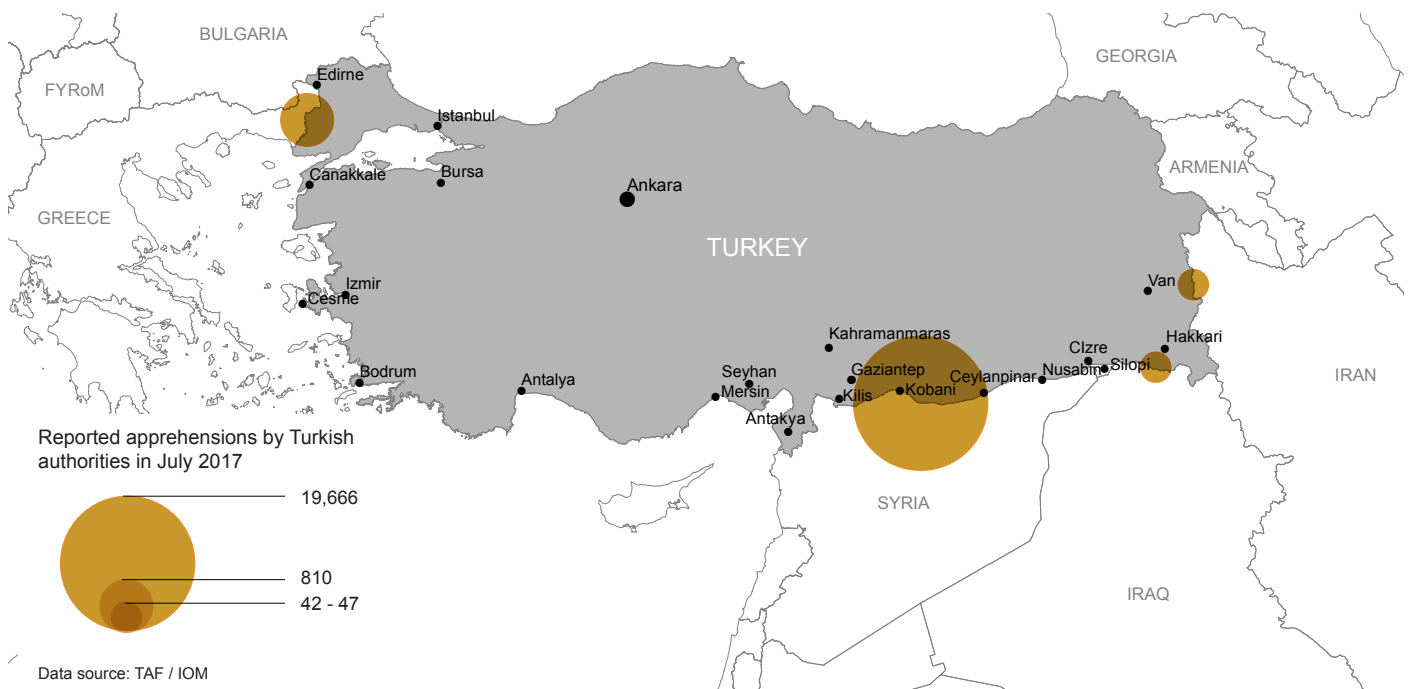 BULGARIA
GEORGIA
FYRoM
Edirne
Istanbul
ARMENIA
Canakkale
Bursa
Ankara
GREECE
TURKEY
Van
Izmir
Cesme
Kahramanmaras
Hakkari
Clzre
Silopi
Bodrum
Antalya
Seyhan
Mersin
Gaziantep
Ceylanpinar
Nusabin
Kobani
Kilis
IRAN
Antakya
Reported apprehensions by Turkish
authorities in July 2017
19,666
SYRIA
810
42 - 47
IRAQ
Data source: TAF / IOM